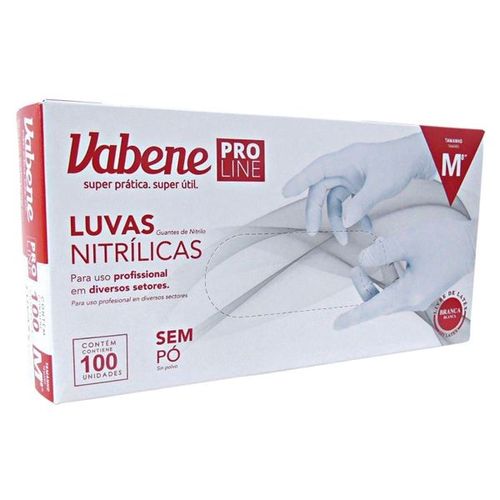 Vabene
PRO
LINE
super prática. super útil.
LUVAS
Guantes de Nitrilo
NITRÍLICAS
Para uso profissional
em diversos setores.
Para uso profesional en diversos sectores
CONTÉM
CONTIENE
100
UNIDADES
SEM
PÓ
Sin polvo
TAMANHO
TAMAÑO
M
BRANCA
BLANCA
Vabene
PRO
100
M